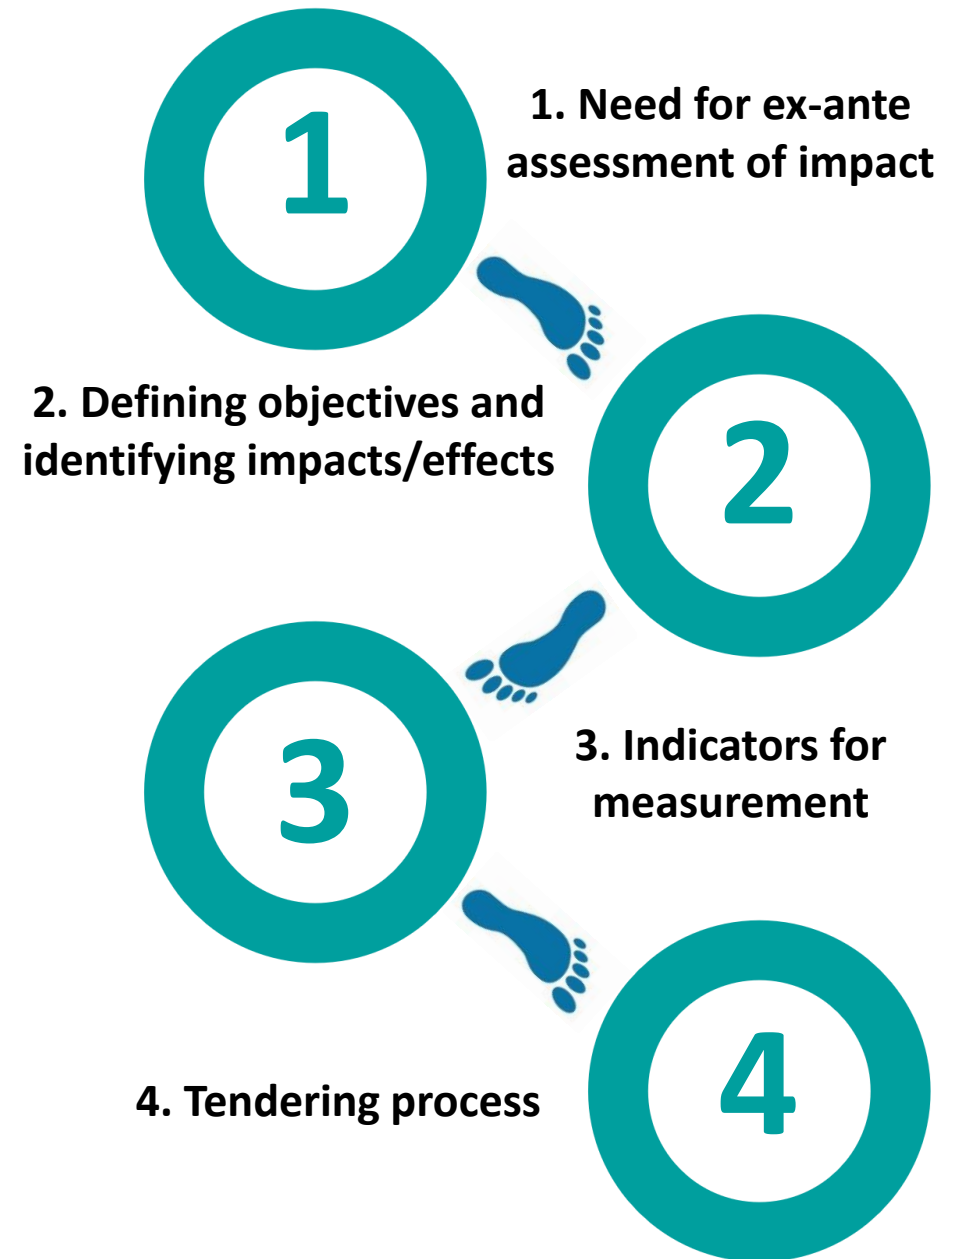 1
1. Need for ex-ante
assessment of impact
2. Defining objectives and
identifying impacts/effects
2
3
3. Indicators for
measurement
4. Tendering process
4